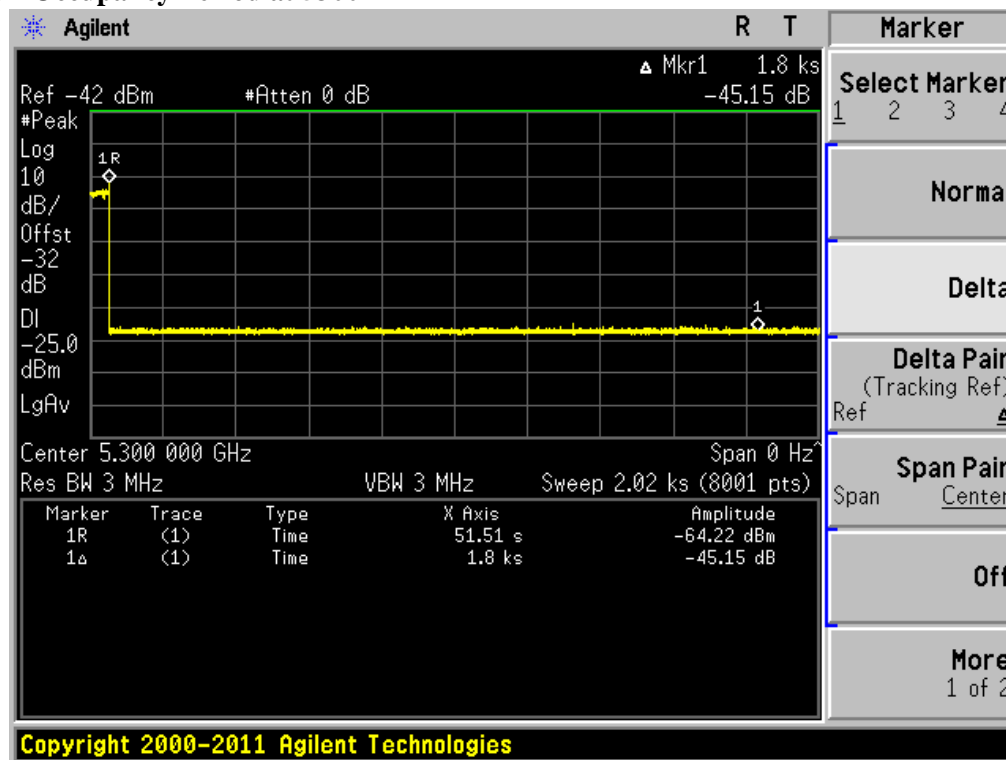 Agilent
R T
Marker
Mkr1 1.8 ks
-45.15 dB
Ref -42 dBm
#Atten 0 dB
#Peak
Log
10
dB/
Offst
-32
dB
DI
-25.0
dBm
LgAv
1R
1
Center 5.300 000 GHz
Span 0 Hz^
Res BW 3 MHz
VBW 3 MHz
Sweep 2.02 ks (8001 pts)
Marker Trace Type X Axis Amplitude
1R (1) Time 51.51 s -64.22 dBm
1Δ (1) Time 1.8 ks -45.15 dB
Select Marker
1 2 3 4
Norma
Delta
Delta Pair
(Tracking Ref)
Ref Δ
Span Pair
Span Center
Off
More
1 of 2
Copyright 2000-2011 Agilent Technologies